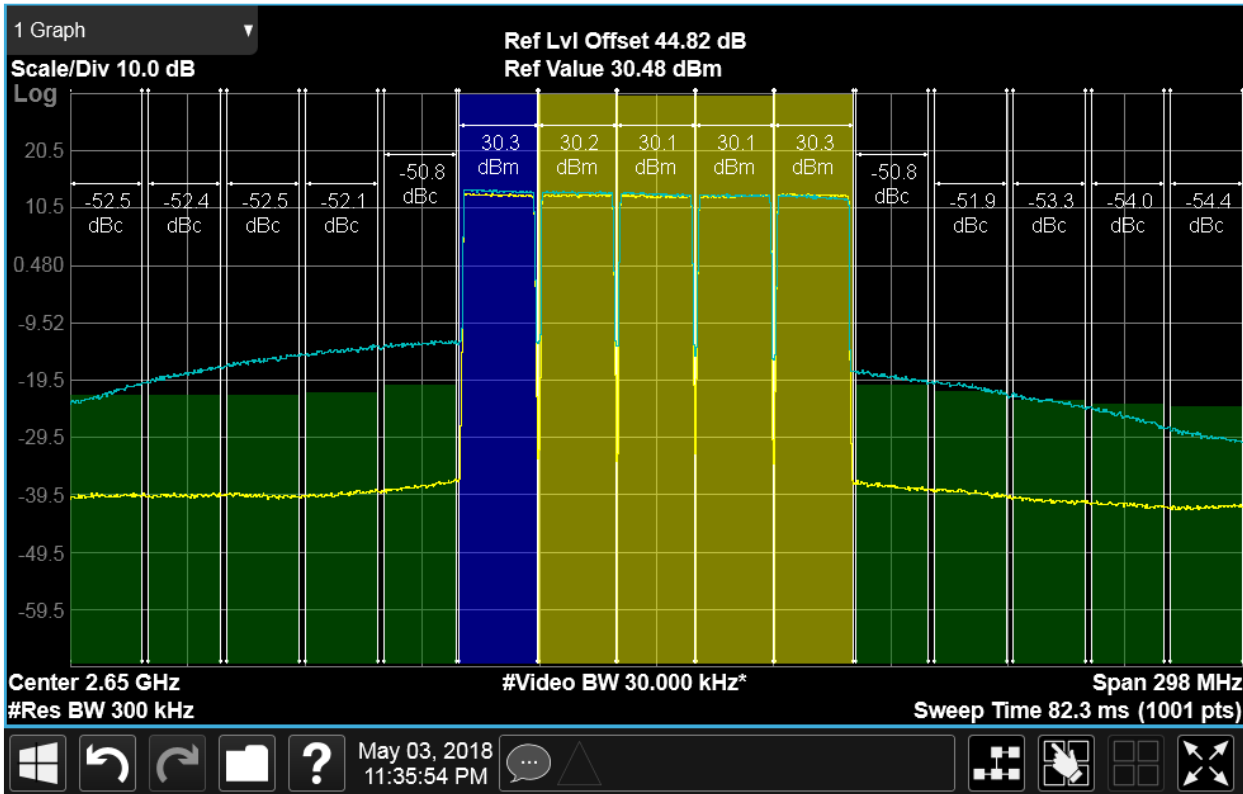 1 Graph
Ref Lvl Offset 44.82 dB
Scale/Div 10.0 dB
Ref Value 30.48 dBm
Log
20.5
10.5
0.480
-9.52
-19.5
-29.5
-39.5
-49.5
-59.5
-52.5
dBc
-52.4
dBc
-52.5
dBc
-52.1
dBc
-50.8
dBc
30.3
dBm
30.2
dBm
30.1
dBm
30.1
dBm
30.3
dBm
-50.8
dBc
-51.9
dBc
-53.3
dBc
-54.0
dBc
-54.4
dBc
Center 2.65 GHz
#Video BW 30.000 kHz*
Span 298 MHz
#Res BW 300 kHz
Sweep Time 82.3 ms (1001 pts)
?
May 03, 2018
11:35:54 PM